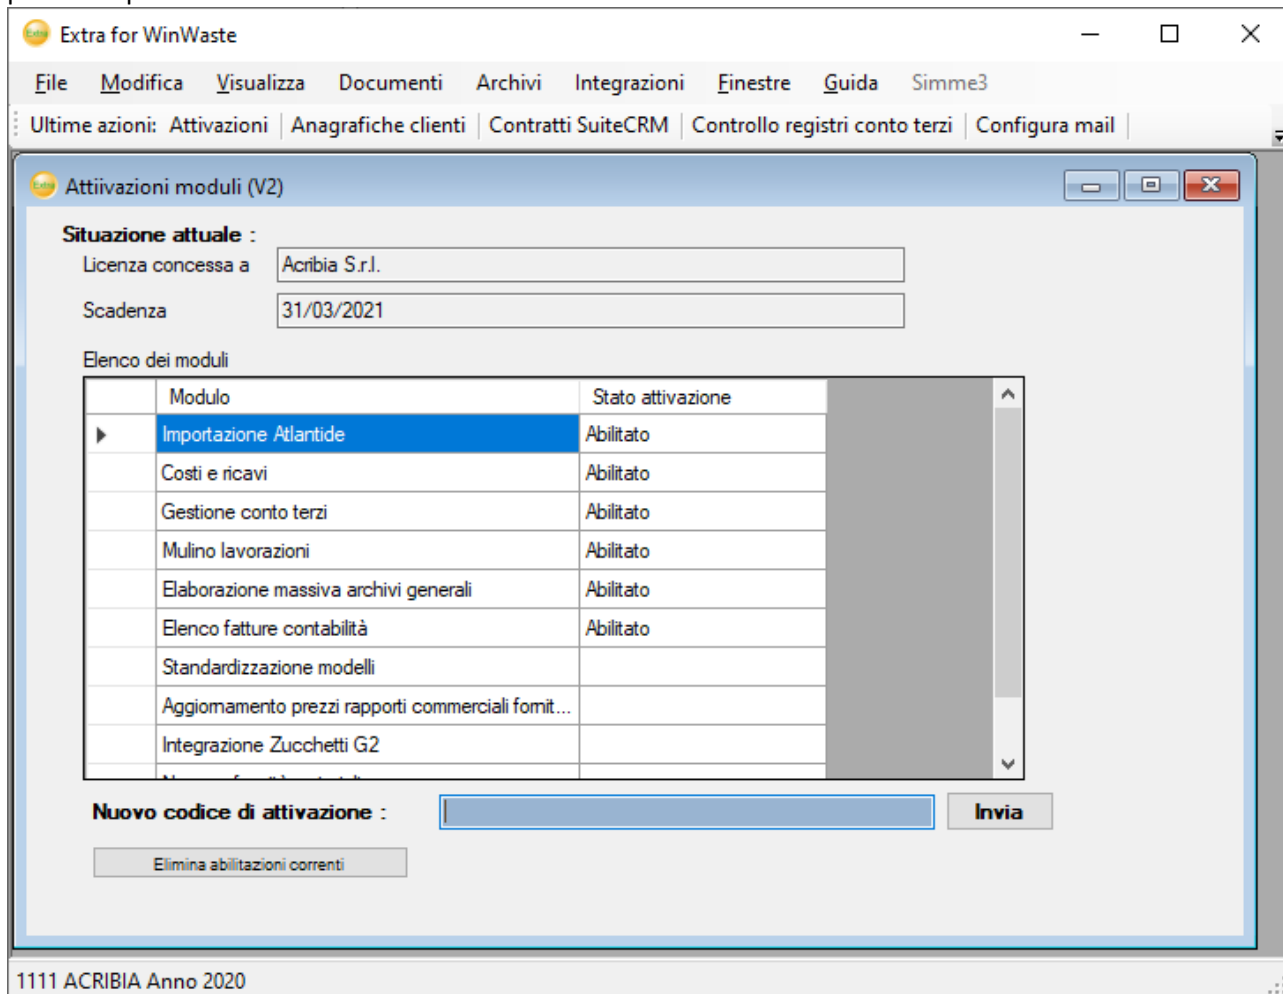 Extra for WinWaste
File Modifica Visualizza Documenti Archivi Integrazioni Finestre Guida Simme3
Ultime azioni: Attivazioni Anagrafiche clienti Contratti SuiteCRM Controllo registri conto terzi Configura mail
Attiivazioni moduli (V2)
Situazione attuale :
Licenza concessa a Acribia S.r.l.
Scadenza 31/03/2021
Elenco dei moduli
Modulo Stato attivazione
Importazione Atlantide Abilitato
Costi e ricavi Abilitato
Gestione conto terzi Abilitato
Mulino lavorazioni Abilitato
Elaborazione massiva archivi generali Abilitato
Elenco fatture contabilità Abilitato
Standardizzazione modelli
Aggiornamento prezzi rapporti commerciali fornit...
Integrazione Zucchetti G2
Nuovo codice di attivazione : Invia
Elimina abilitazioni correnti
1111 ACRIBIA Anno 2020